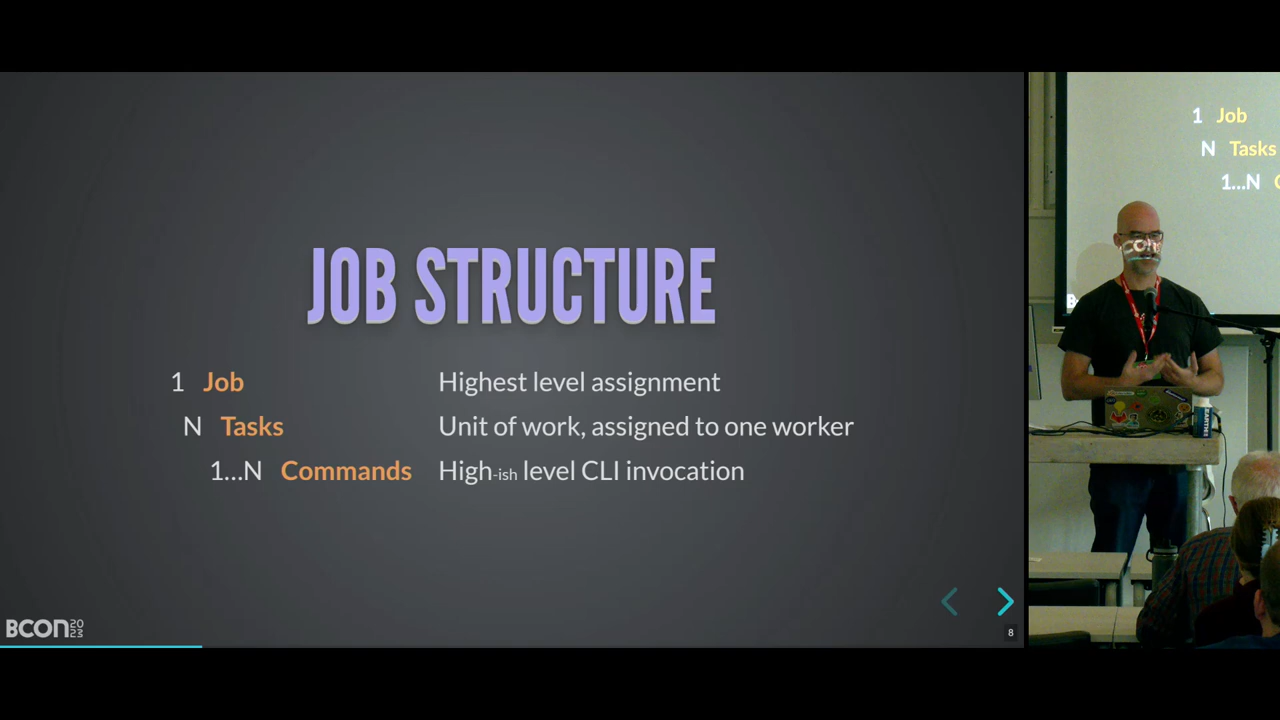 JOB STRUCTURE
1 Job Highest level assignment
N Tasks Unit of work, assigned to one worker
1...N Commands High-ish level CLI invocation
BCON 2023
8
1 Job
N Tasks
1...N